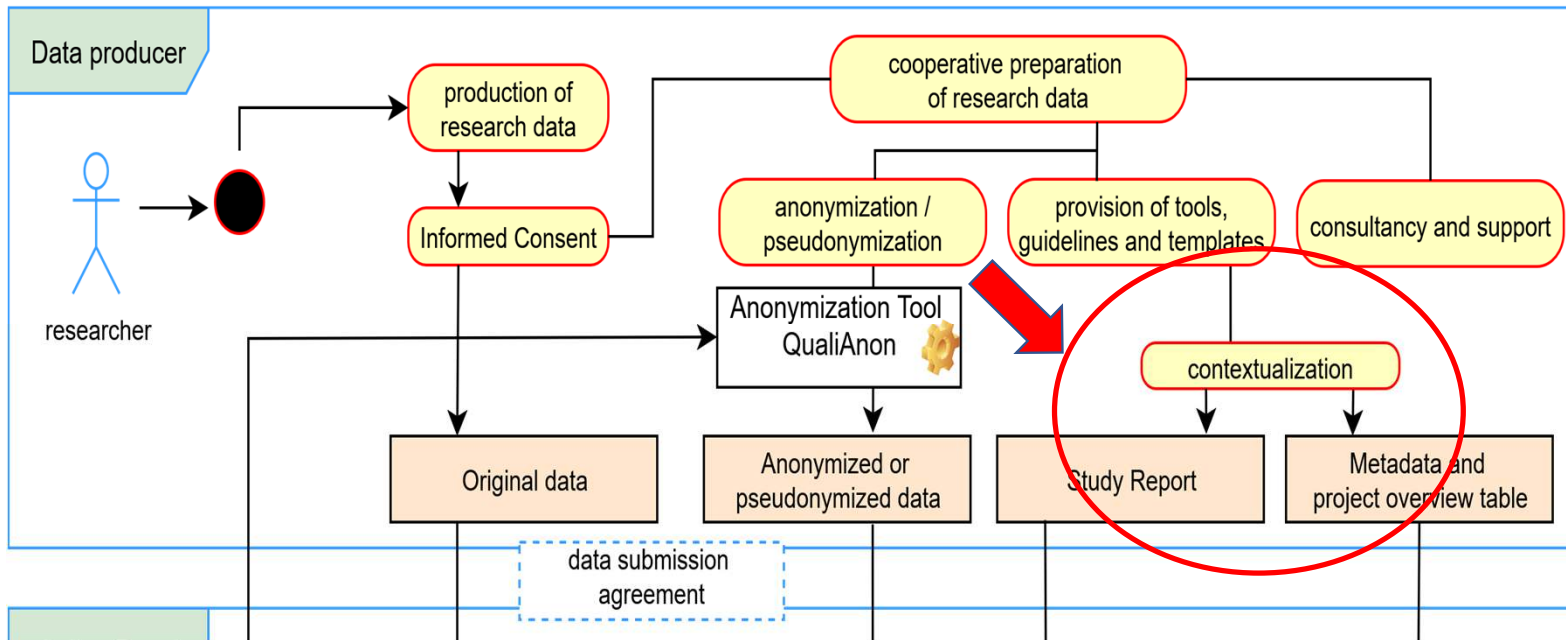 Data producer
production of
research data
cooperative preparation
of research data
Informed Consent
anonymization /
pseudonymization
provision of tools,
guidelines and templates
consultancy and support
researcher
Anonymization Tool
QualiAnon
contextualization
Original data
Anonymized or
pseudonymized data
Study Report
Metadata and
project overview table
data submission
agreement